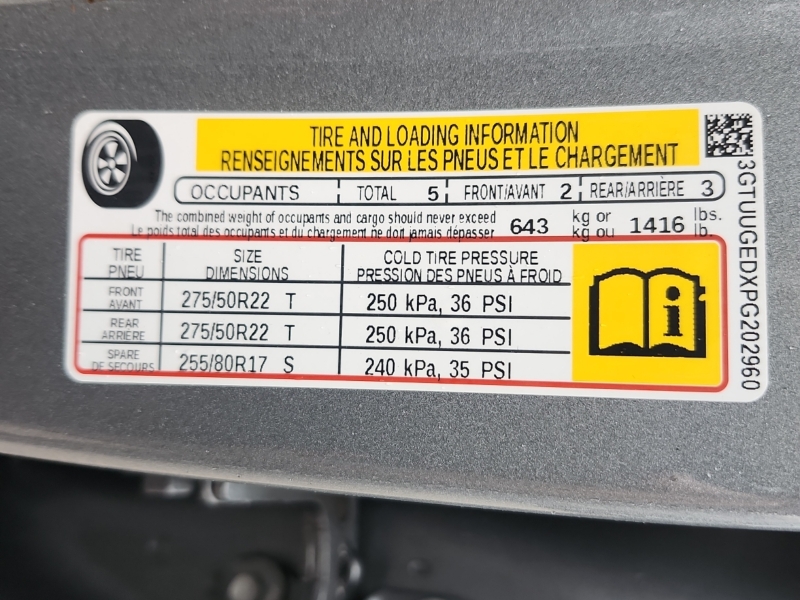 TIRE AND LOADING INFORMATION
RENSEIGNEMENTS SUR LES PNEUS ET LE CHARGEMENT
OCCUPANTS TOTAL 5 FRONT/AVANT 2 REAR/ARRIÈRE 3
The combined weight of occupants and cargo should never exceed 643 kg or 1416 lbs.
Le poids total des occupants et du chargement ne doit jamais dépasser kg ou lb.
TIRE SIZE COLD TIRE PRESSURE
PNEU DIMENSIONS PRESSION DES PNEUS À FROID
FRONT
AVANT 275/50R22 T 250 kPa, 36 PSI
REAR
ARRIÈRE 275/50R22 T 250 kPa, 36 PSI
SPARE
DE SECOURS 255/80R17 S 240 kPa, 35 PSI
i
3GTUUGEDXPG202960